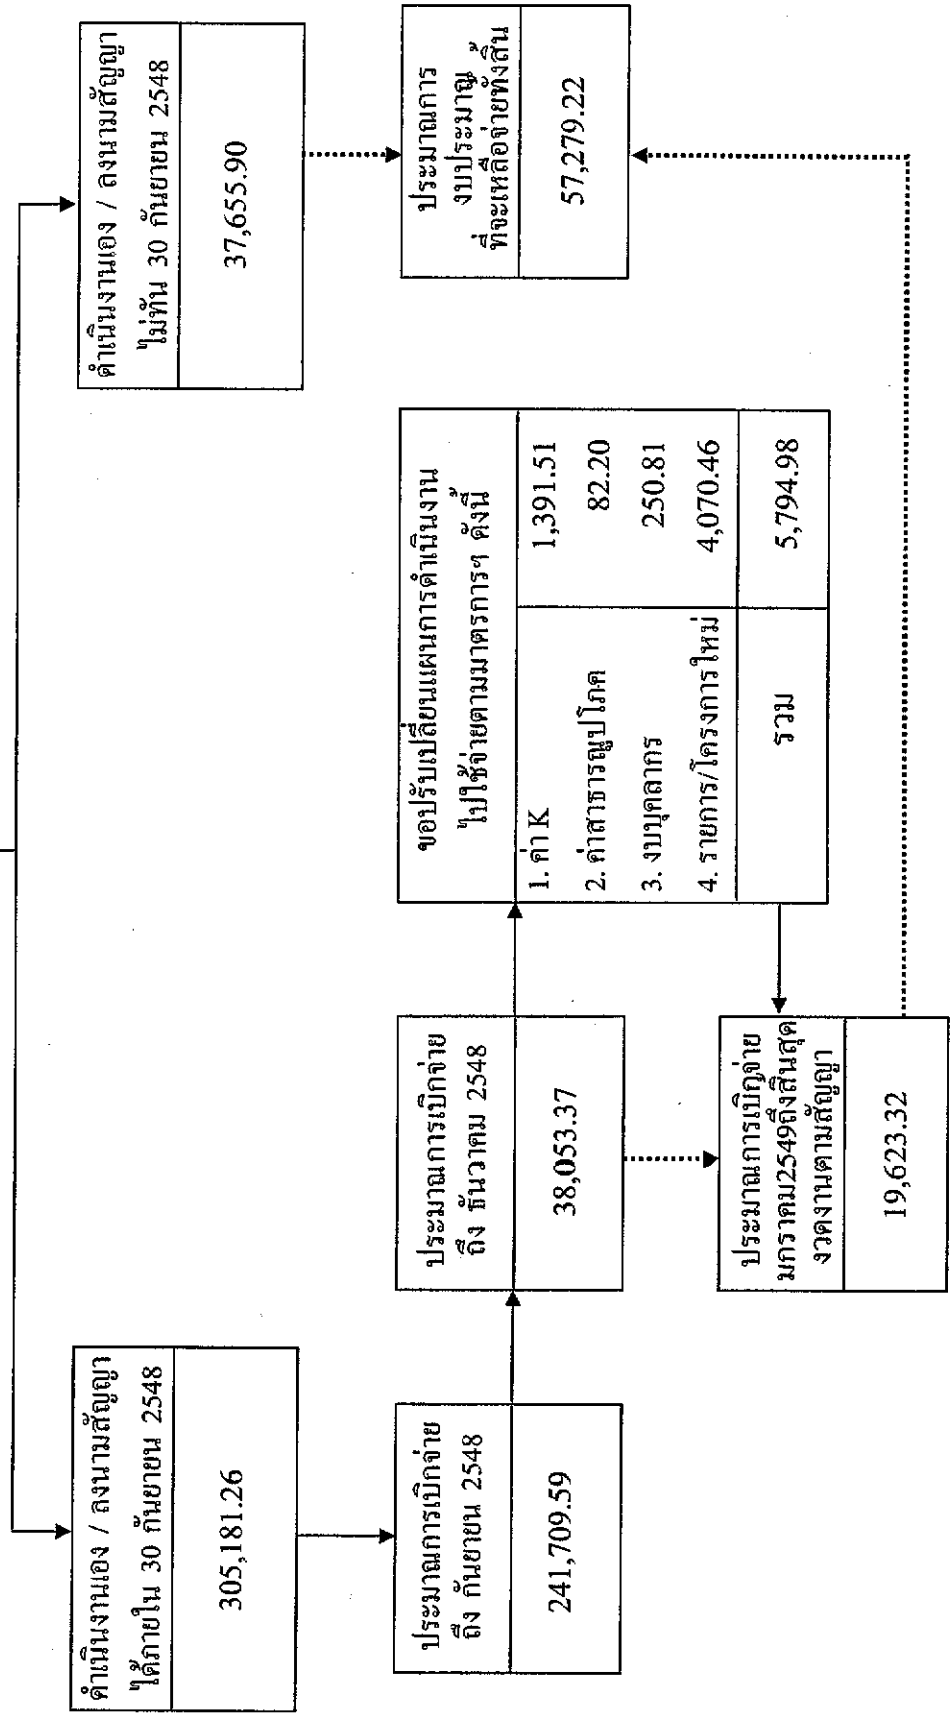 ดำเนินงานเอง / ลงนามสัญญา
ได้ภายใน 30 กันยายน 2548
305,181.26
ดำเนินงานเอง / ลงนามสัญญา
ไม่ทัน 30 กันยายน 2548
37,655.90
ประมาณการเบิกจ่าย
ถึง กันยายน 2548
241,709.59
ประมาณการเบิกจ่าย
ถึง ธันวาคม 2548
38,053.37
ขอปรับเปลี่ยนแผนการดำเนินงาน
ไปใช้จ่ายตามมาตรการฯ ดังนี้
1. ค่า K 1,391.51
2. ค่าสาธารณูปโภค 82.20
3. งบบุคลากร 250.81
4. รายการ/โครงการใหม่ 4,070.46
รวม 5,794.98
ประมาณการ
งบประมาณ
ที่จะเหลือจ่ายทั้งสิ้น
57,279.22
ประมาณการเบิกจ่าย
มกราคม2549ถึงสิ้นสุด
งวดงานตามสัญญา
19,623.32